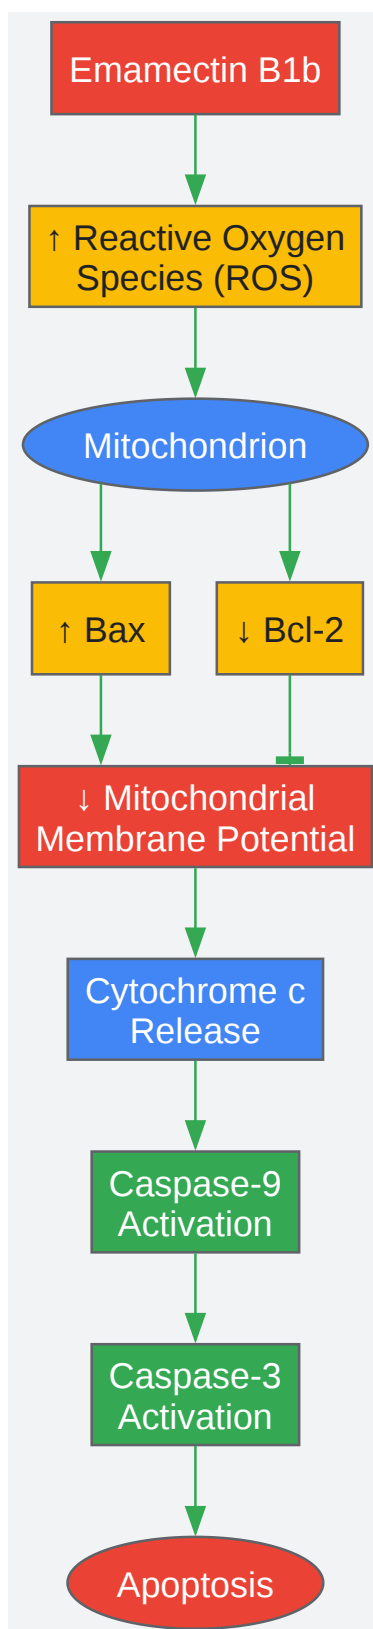 Emamectin B1b
↑ Reactive Oxygen
Species (ROS)
Mitochondrion
↑ Bax
↓ Bcl-2
↓ Mitochondrial
Membrane Potential
Cytochrome c
Release
Caspase-9
Activation
Caspase-3
Activation
Apoptosis